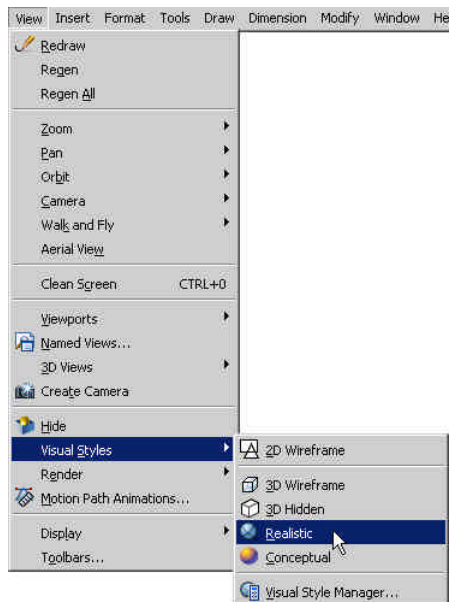 View Insert Format Tools Draw Dimension Modify Window He
Redraw
Regen
Regen All
Zoom
Pan
Orbit
Camera
Walk and Fly
Aerial View
Clean Screen CTRL+0
Viewports
Named Views...
3D Views
Create Camera
Hide
Visual Styles
Render
Motion Path Animations...
Display
Toolbars...
2D Wireframe
3D Wireframe
3D Hidden
Realistic
Conceptual
Visual Style Manager...